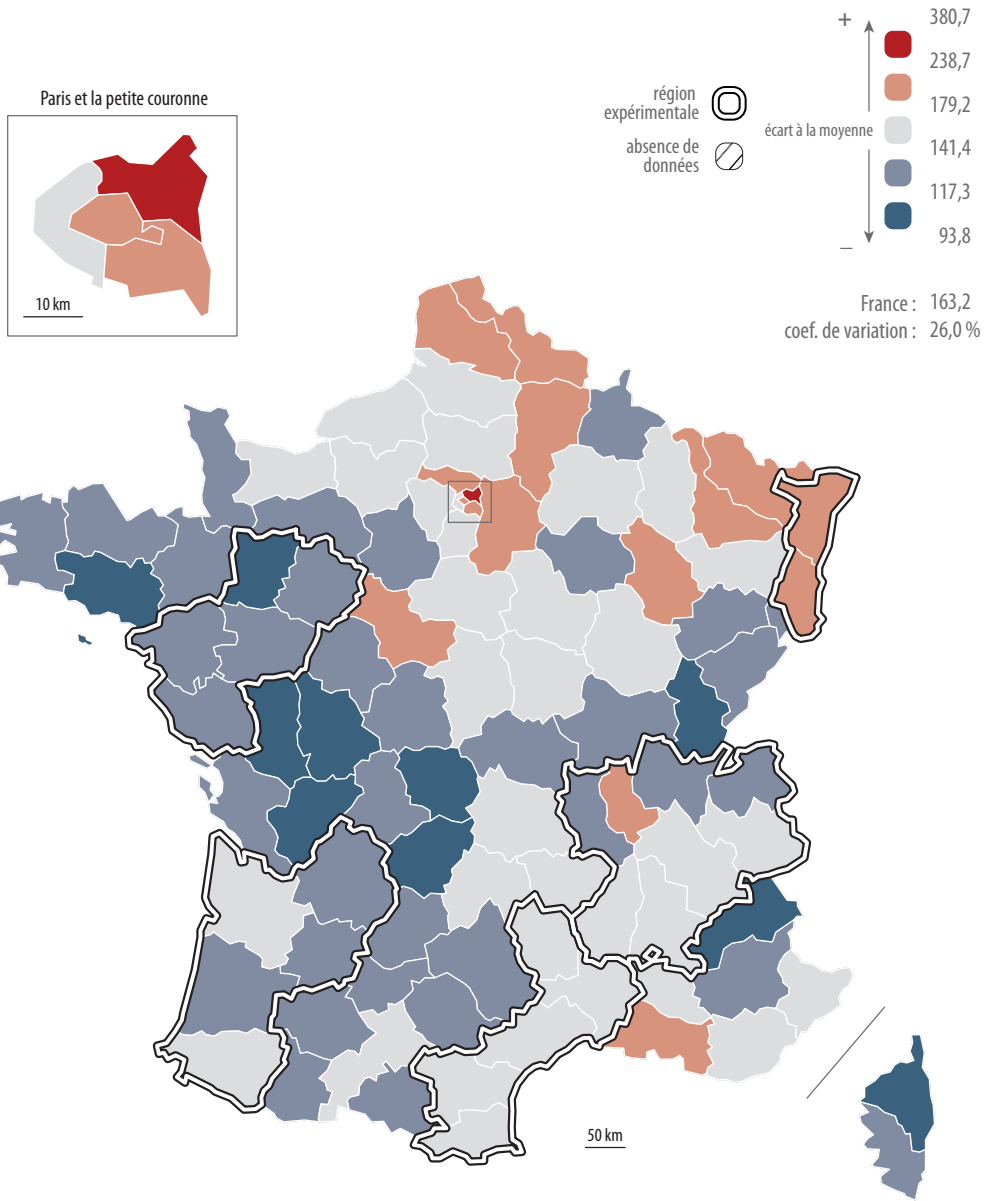 380,7
+
238,7
Paris et la petite couronne
région
expérimentale
179,2
écart à la moyenne
absence de
données
141,4
117,3
93,8
–
10 km
France : 163,2
coef. de variation : 26,0 %
50 km